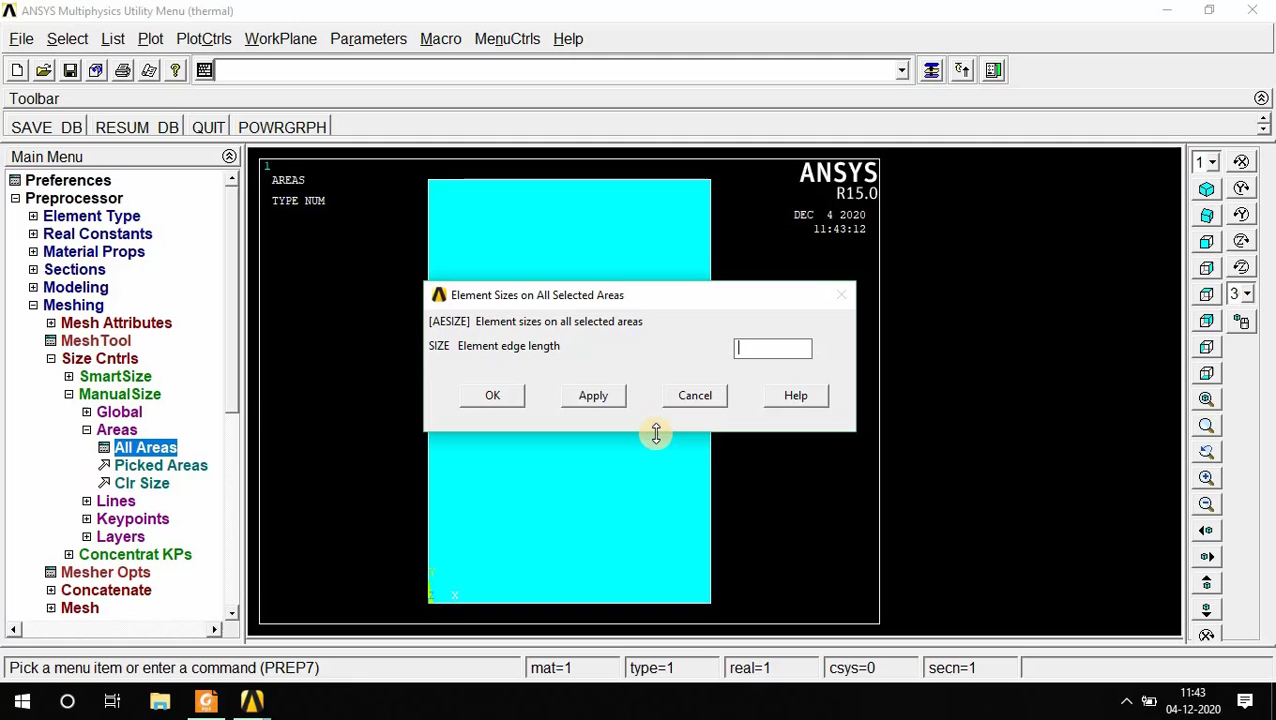 ANSYS Multiphysics Utility Menu (thermal)
File Select List Plot PlotCtrls WorkPlane Parameters Macro MenuCtrls Help
Toolbar
SAVE_DB RESUM_DB QUIT POWRGRPH
Main Menu
Preferences
Preprocessor
Element Type
Real Constants
Material Props
Sections
Modeling
Meshing
Mesh Attributes
MeshTool
Size Cntrls
SmartSize
ManualSize
Global
Areas
All Areas
Picked Areas
Clr Size
Lines
Keypoints
Layers
Concentrat KPs
Mesher Opts
Concatenate
Mesh
1
AREAS
TYPE NUM
ANSYS
R15.0
DEC 4 2020
11:43:12
Element Sizes on All Selected Areas
[AESIZE] Element sizes on all selected areas
SIZE Element edge length
OK Apply Cancel Help
Y
Z X
1
3
Pick a menu item or enter a command (PREP7) mat=1 type=1 real=1 csys=0 secn=1
11:43
04-12-2020